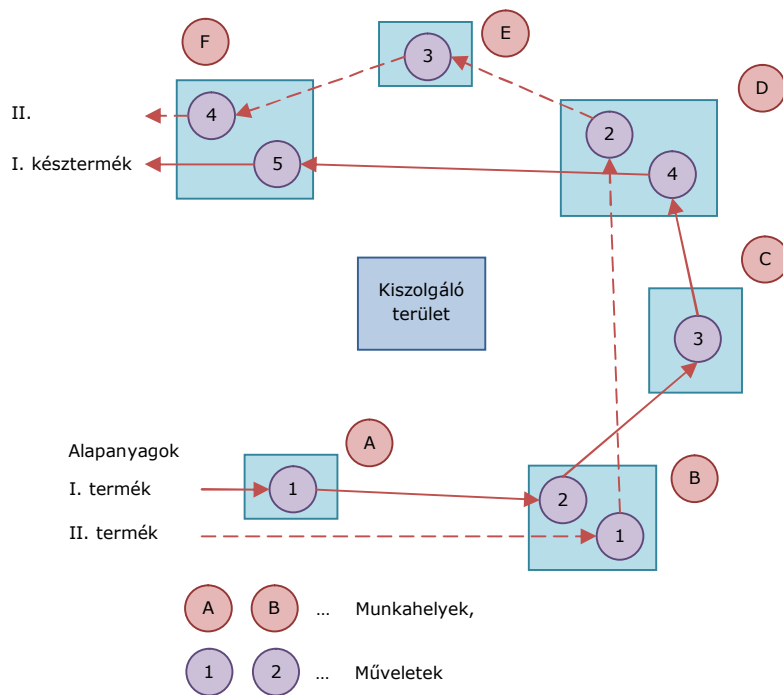 F
E
3
D
4
II.
2
I. késztermék
5
4
C
Kiszolgáló
terület
3
A
Alapanyagok
B
I. termék
1
2
II. termék
1
A B ... Munkahelyek,
1 2 ... Műveletek